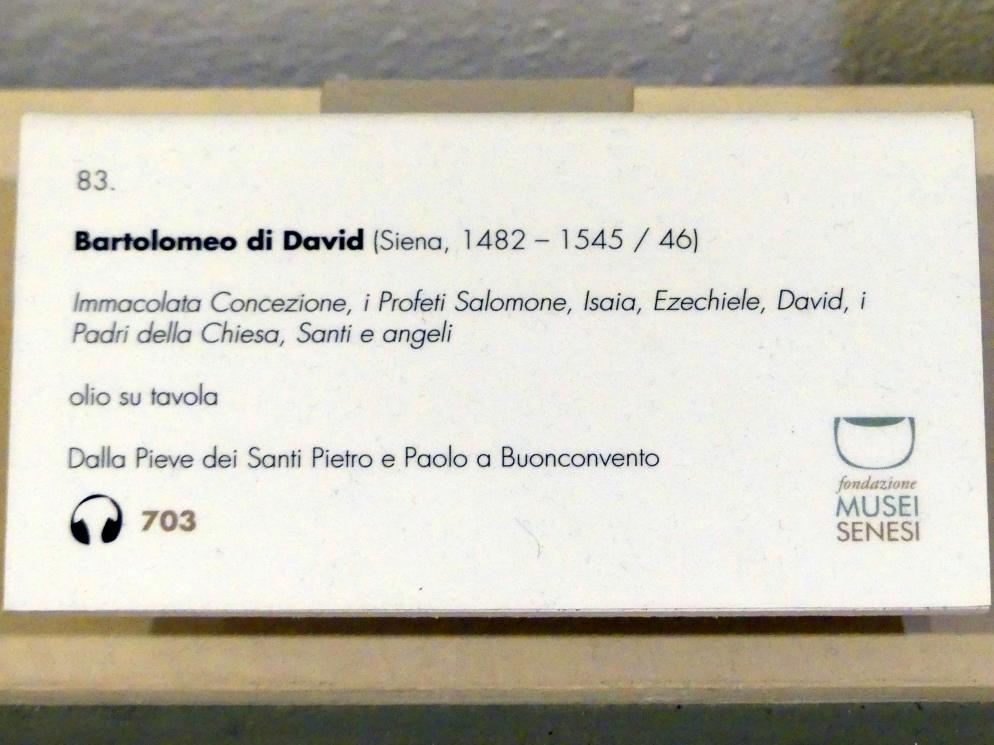 83.
Bartolomeo di David (Siena, 1482 – 1545 / 46)
Immacolata Concezione, i Profeti Salomone, Isaia, Ezechiele, David, i
Padri della Chiesa, Santi e angeli
olio su tavola
Dalla Pieve dei Santi Pietro e Paolo a Buonconvento
703
fondazione
MUSEI
SENESI